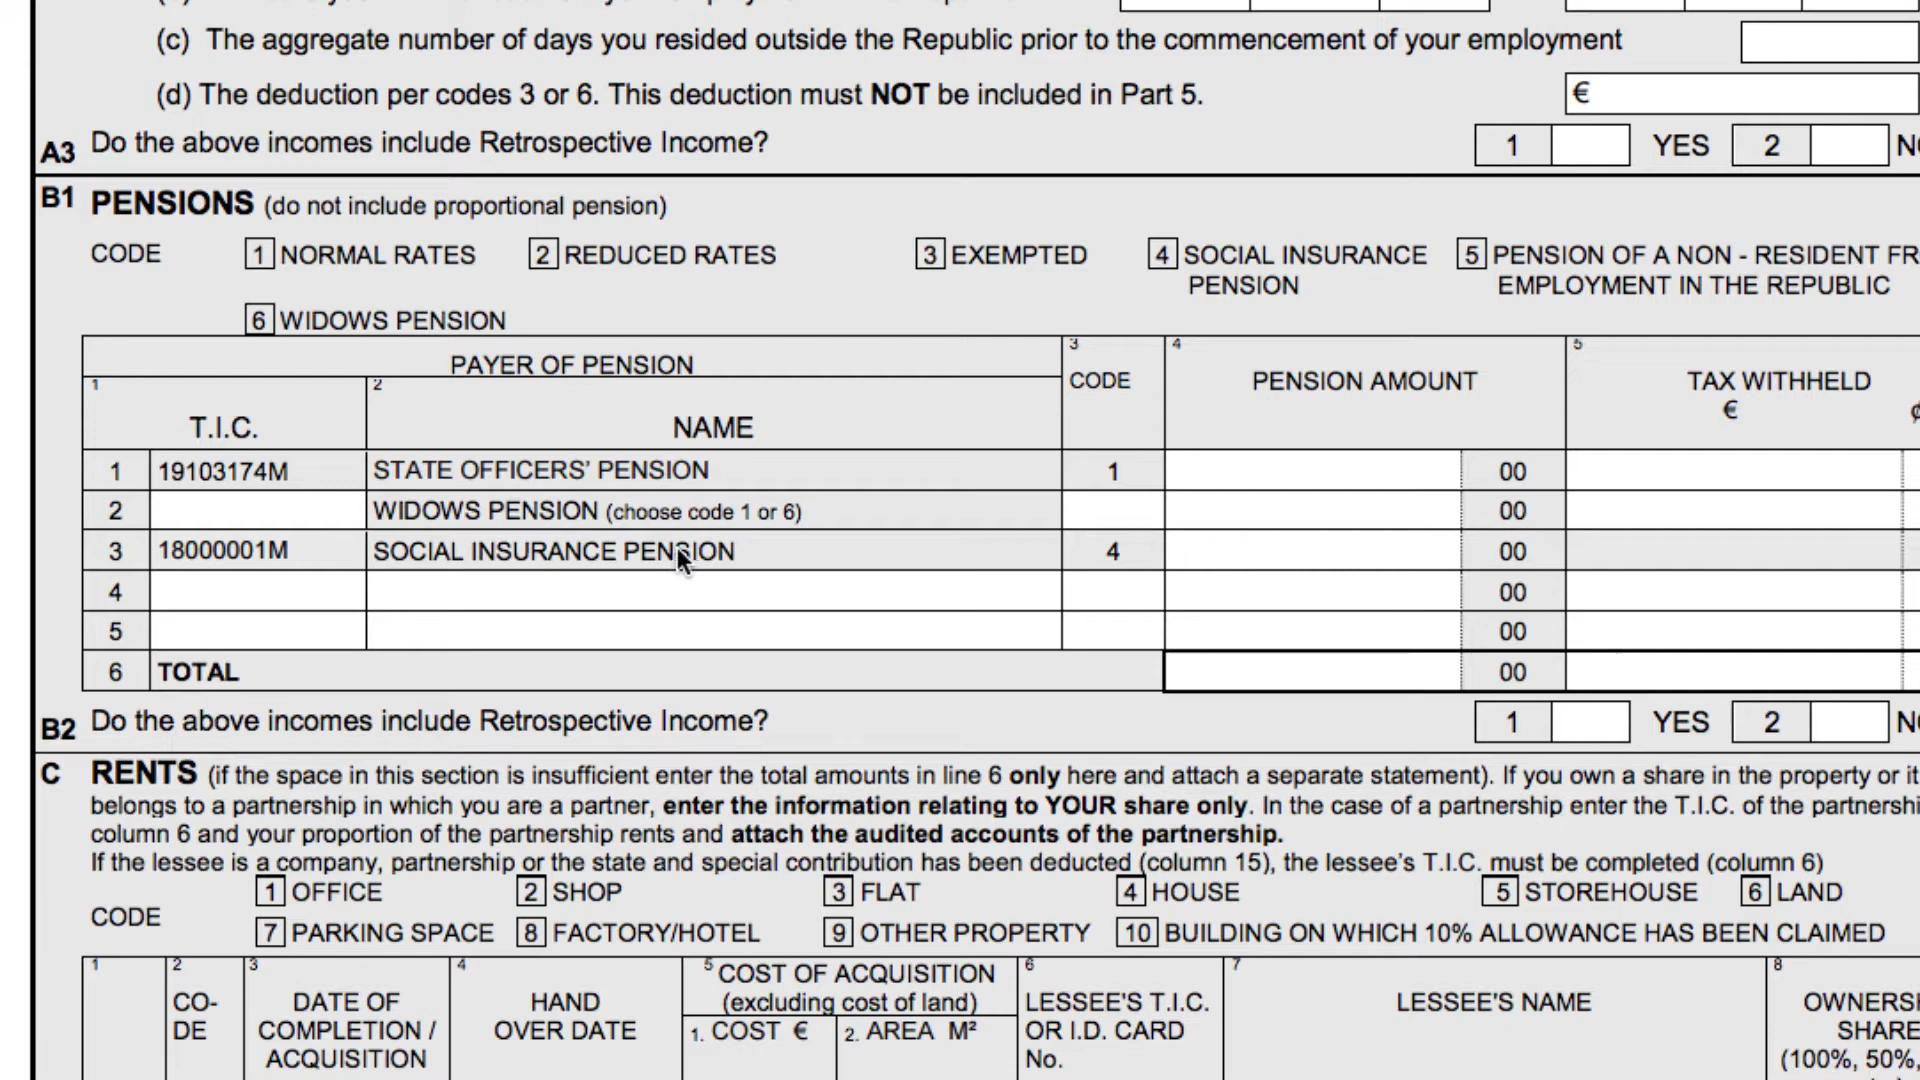 (c) The aggregate number of days you resided outside the Republic prior to the commencement of your employment
(d) The deduction per codes 3 or 6. This deduction must NOT be included in Part 5. €
A3 Do the above incomes include Retrospective Income? 1 YES 2
B1 PENSIONS (do not include proportional pension)
CODE 1 NORMAL RATES 2 REDUCED RATES 3 EXEMPTED 4 SOCIAL INSURANCE PENSION 5 PENSION OF A NON - RESIDENT FR
EMPLOYMENT IN THE REPUBLIC
6 WIDOWS PENSION
PAYER OF PENSION
1 T.I.C. 2 NAME 3 CODE 4 PENSION AMOUNT 5 TAX WITHHELD
€ ¢
1 19103174M STATE OFFICERS' PENSION 1 00
2 WIDOWS PENSION (choose code 1 or 6) 00
3 18000001M SOCIAL INSURANCE PENSION 4 00
4 00
5 00
6 TOTAL 00
B2 Do the above incomes include Retrospective Income? 1 YES 2
C RENTS (if the space in this section is insufficient enter the total amounts in line 6 only here and attach a separate statement). If you own a share in the property or it
belongs to a partnership in which you are a partner, enter the information relating to YOUR share only. In the case of a partnership enter the T.I.C. of the partnershi
column 6 and your proportion of the partnership rents and attach the audited accounts of the partnership.
If the lessee is a company, partnership or the state and special contribution has been deducted (column 15), the lessee's T.I.C. must be completed (column 6)
CODE
1 OFFICE 2 SHOP 3 FLAT 4 HOUSE 5 STOREHOUSE 6 LAND
7 PARKING SPACE 8 FACTORY/HOTEL 9 OTHER PROPERTY 10 BUILDING ON WHICH 10% ALLOWANCE HAS BEEN CLAIMED
1
2 CO-
DE
3 DATE OF
COMPLETION /
ACQUISITION
4 HAND
OVER DATE
5 COST OF ACQUISITION
(excluding cost of land)
1. COST € 2. AREA M²
6 LESSEE'S T.I.C.
OR I.D. CARD
No.
7 LESSEE'S NAME
8 OWNERS
SHARE
(100%, 50%,